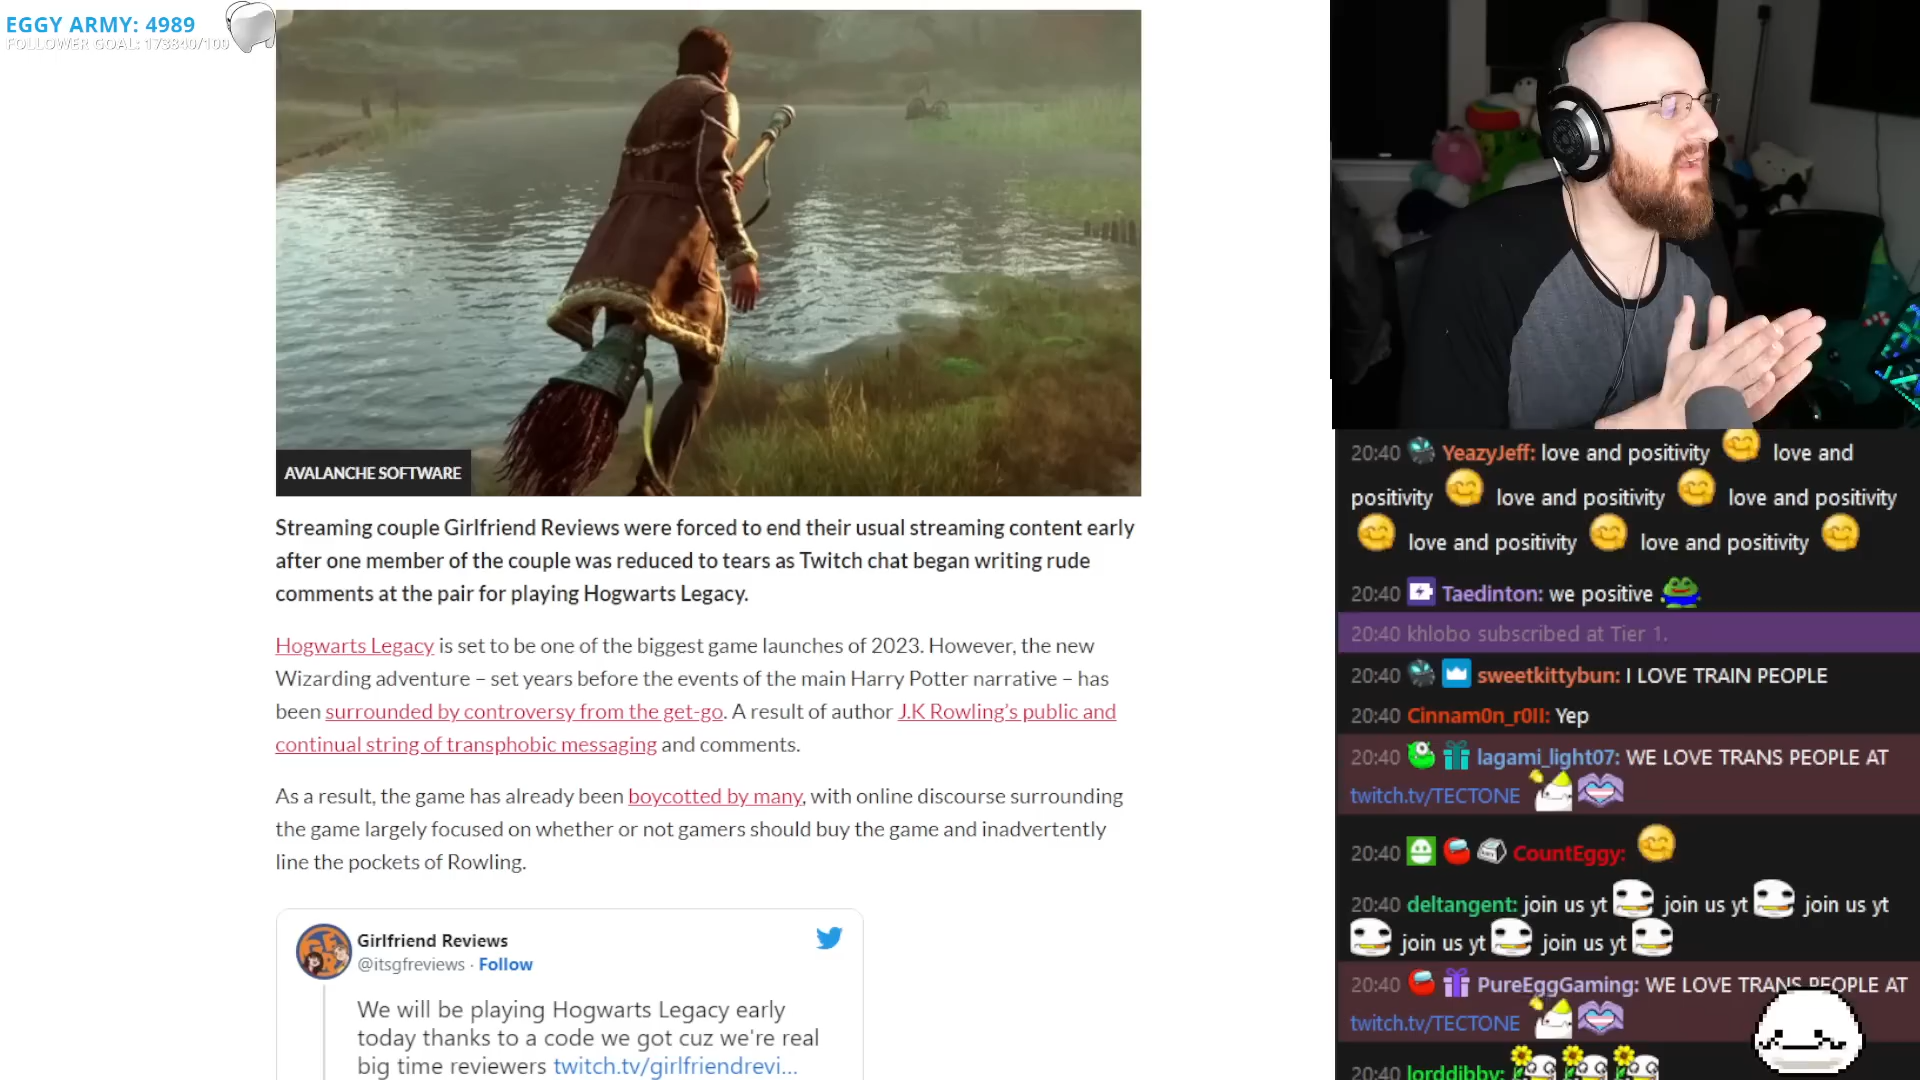 EGGY ARMY: 4989
FOLLOWER GOAL: 173840/100
AVALANCHE SOFTWARE
Streaming couple Girlfriend Reviews were forced to end their usual streaming content early
after one member of the couple was reduced to tears as Twitch chat began writing rude
comments at the pair for playing Hogwarts Legacy.
Hogwarts Legacy is set to be one of the biggest game launches of 2023. However, the new
Wizarding adventure – set years before the events of the main Harry Potter narrative – has
been surrounded by controversy from the get-go. A result of author J.K Rowling’s public and
continual string of transphobic messaging and comments.
As a result, the game has already been boycotted by many, with online discourse surrounding
the game largely focused on whether or not gamers should buy the game and inadvertently
line the pockets of Rowling.
Girlfriend Reviews
@itsgfreviews · Follow
We will be playing Hogwarts Legacy early
today thanks to a code we got cuz we're real
big time reviewers twitch.tv/girlfriendrevi...
20:40 YeazyJeff: love and positivity love and
positivity love and positivity love and positivity
love and positivity love and positivity
20:40 Taedinton: we positive
20:40 khlobo subscribed at Tier 1.
20:40 sweetkittybun: I LOVE TRAIN PEOPLE
20:40 Cinnam0n_r0ll: Yep
20:40 lagami_light07: WE LOVE TRANS PEOPLE AT
twitch.tv/TECTONE
20:40 CountEggy:
20:40 deltangent: join us yt join us yt join us yt
join us yt join us yt
20:40 PureEggGaming: WE LOVE TRANS PEOPLE AT
twitch.tv/TECTONE
20:40 lorddibby: